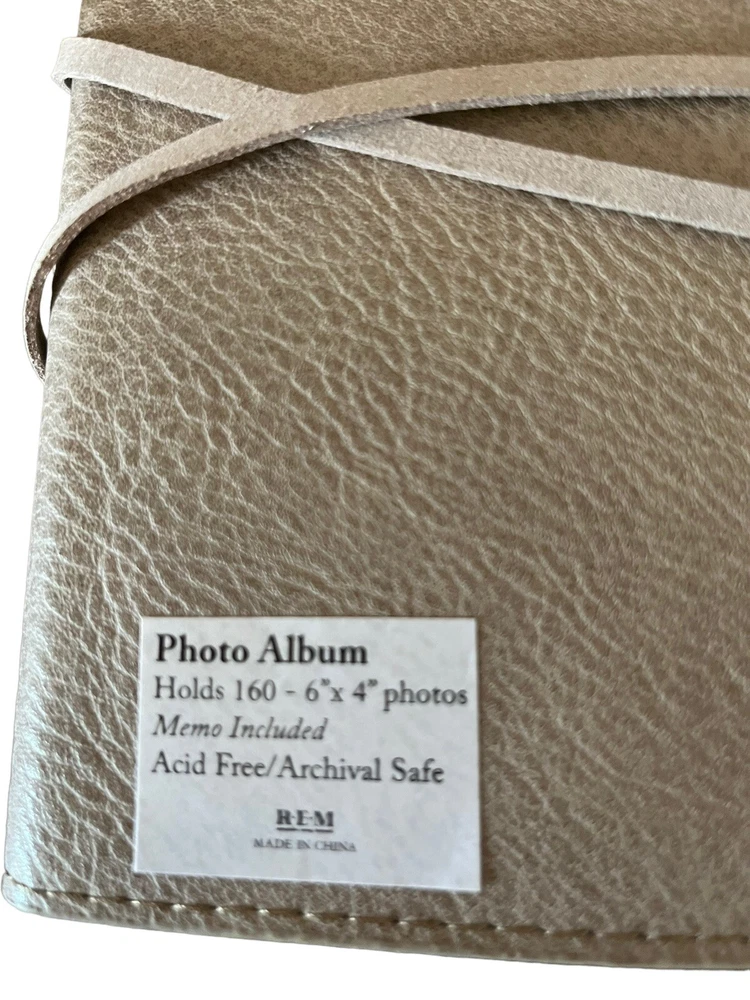 Photo Album
Holds 160 - 6"x 4" photos
Memo Included
Acid Free/Archival Safe
R·E·M
MADE IN CHINA